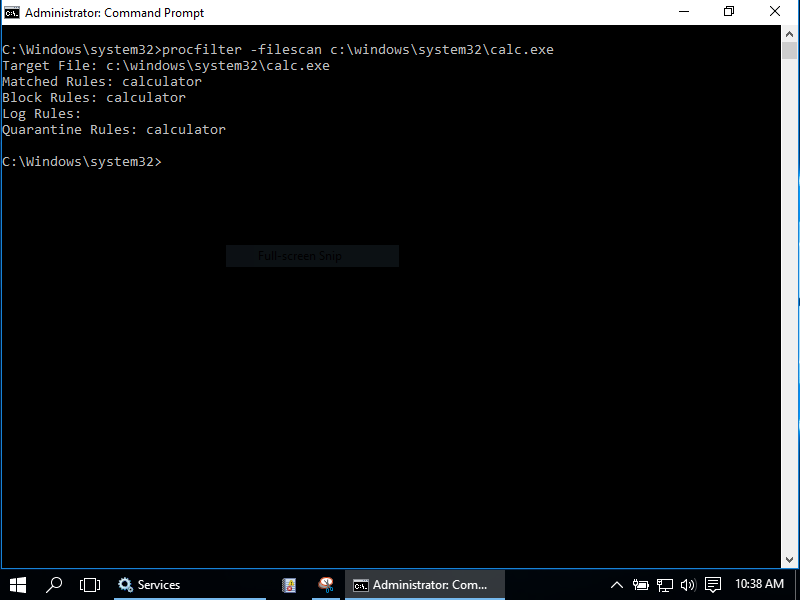 Administrator: Command Prompt
C:\Windows\system32>procfilter -filescan c:\windows\system32\calc.exe
Target File: c:\windows\system32\calc.exe
Matched Rules: calculator
Block Rules: calculator
Log Rules:
Quarantine Rules: calculator
C:\Windows\system32>
Full-screen Snip
Services
Administrator: Com...
10:38 AM